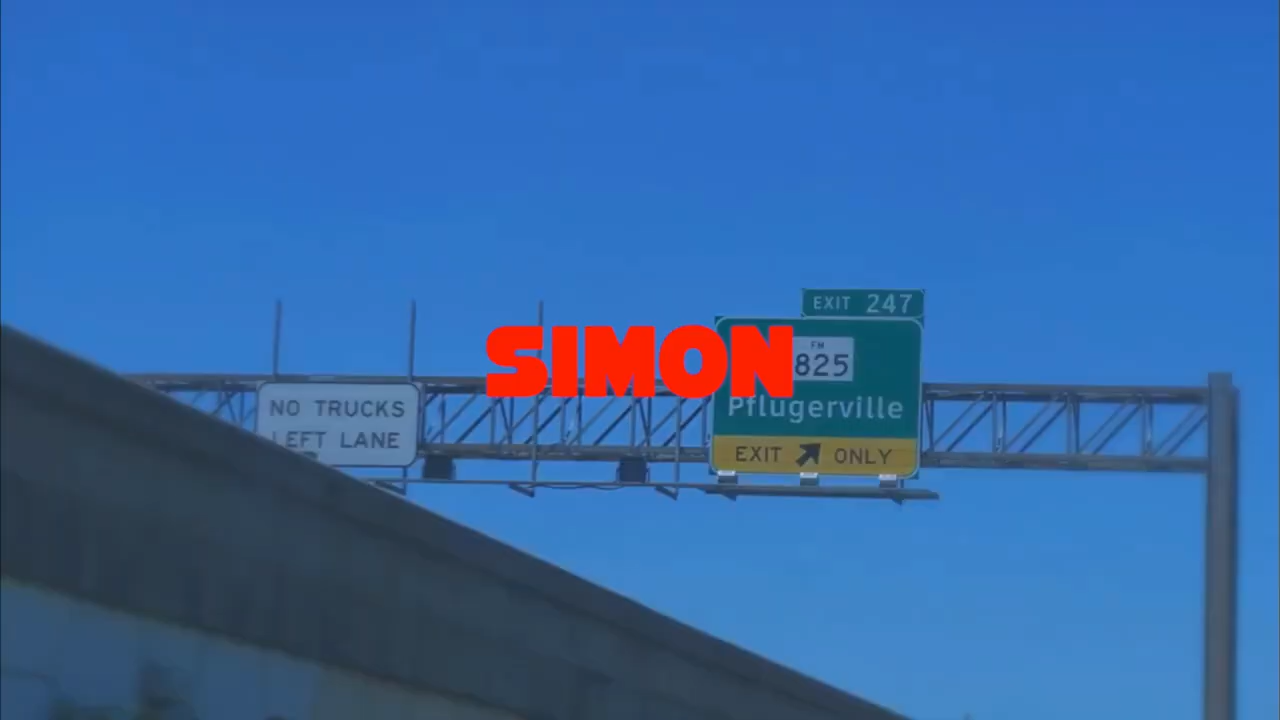 EXIT 247
SIMON
FM
825
NO TRUCKS
Pflugerville
LEFT LANE
EXIT ONLY